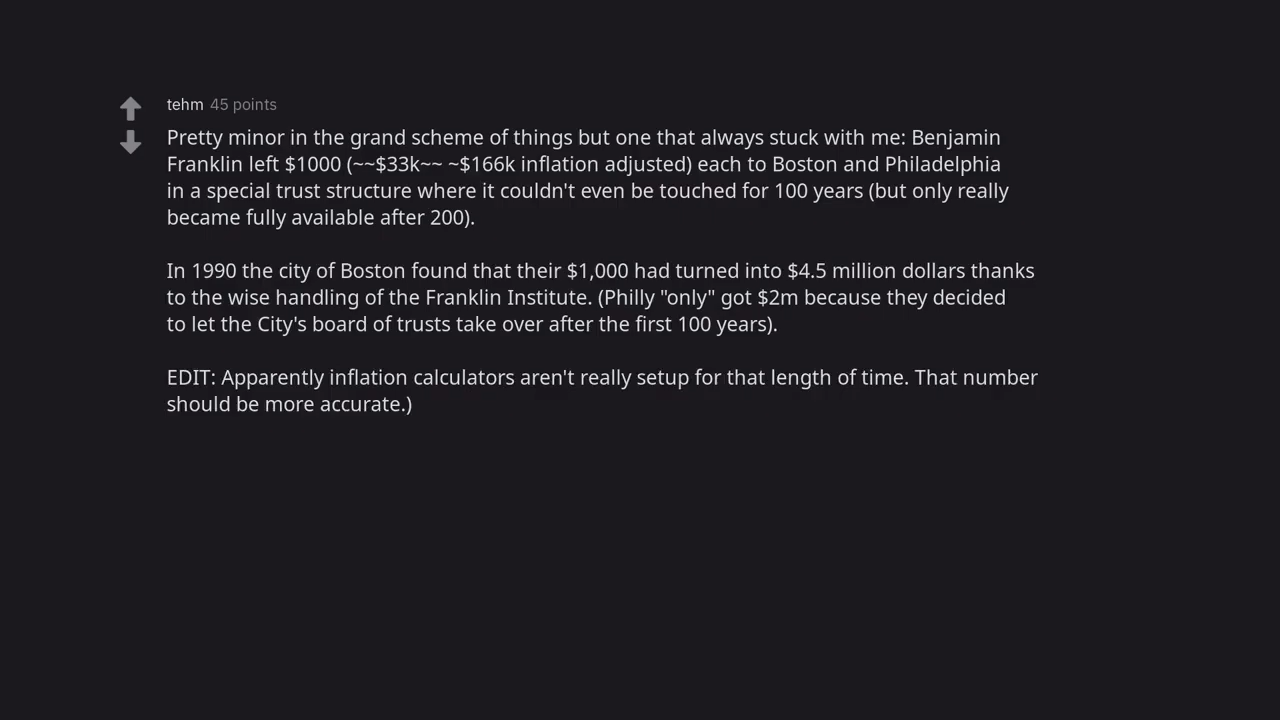 tehm 45 points
Pretty minor in the grand scheme of things but one that always stuck with me: Benjamin
Franklin left $1000 (~~$33k~~ ~$166k inflation adjusted) each to Boston and Philadelphia
in a special trust structure where it couldn't even be touched for 100 years (but only really
became fully available after 200).
In 1990 the city of Boston found that their $1,000 had turned into $4.5 million dollars thanks
to the wise handling of the Franklin Institute. (Philly "only" got $2m because they decided
to let the City's board of trusts take over after the first 100 years).
EDIT: Apparently inflation calculators aren't really setup for that length of time. That number
should be more accurate.)